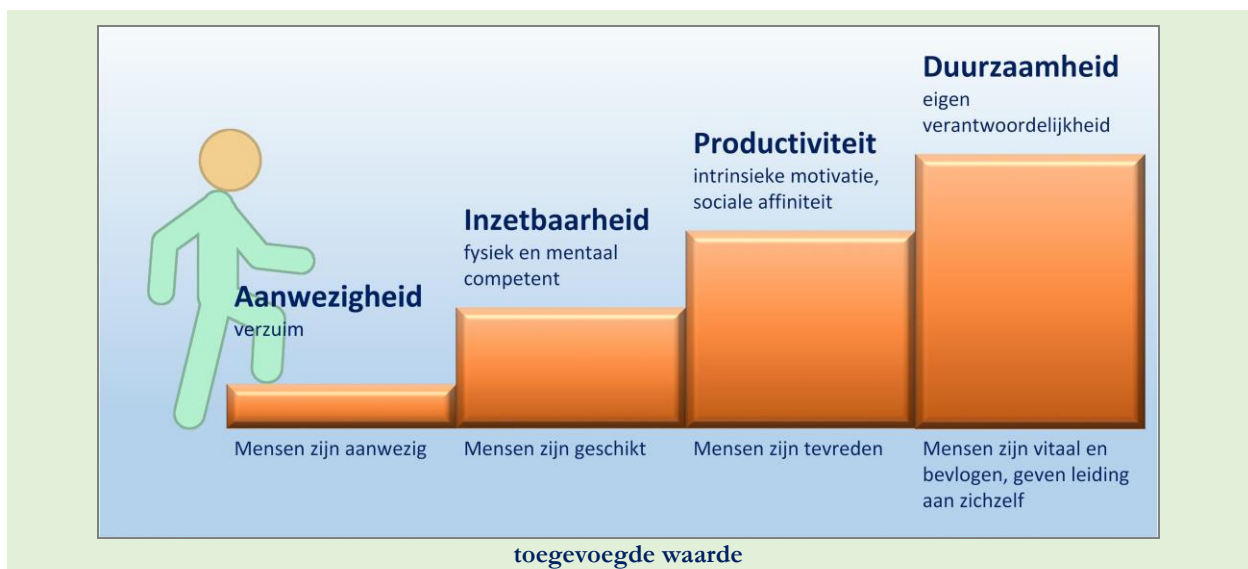 Duurzaamheid
eigen
verantwoordelijkheid
Productiviteit
intrinsieke motivatie,
sociale affiniteit
Inzetbaarheid
fysiek en mentaal
competent
Aanwezigheid
verzuim
Mensen zijn aanwezig
Mensen zijn geschikt
Mensen zijn tevreden
Mensen zijn vitaal en
bevlogen, geven leiding
aan zichzelf
toegevoegde waarde